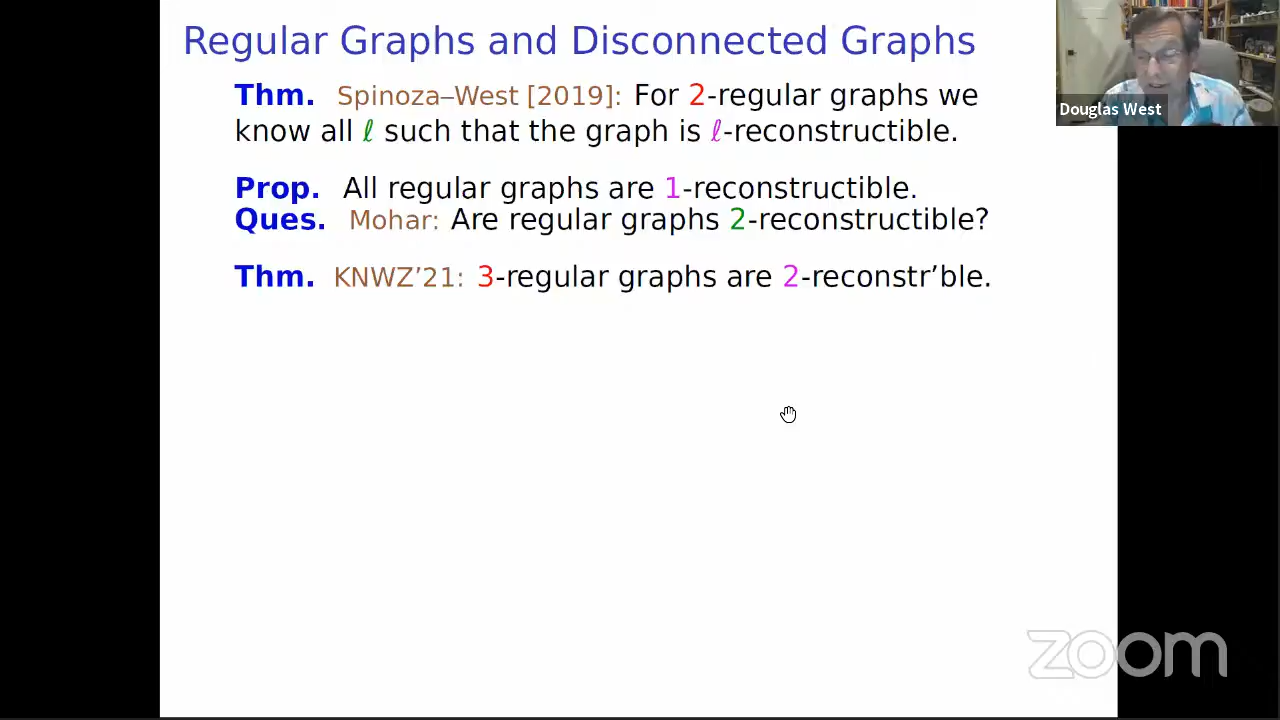 Regular Graphs and Disconnected Graphs
Thm. Spinoza–West [2019]: For 2-regular graphs we
know all ℓ such that the graph is ℓ-reconstructible.
Prop. All regular graphs are 1-reconstructible.
Ques. Mohar: Are regular graphs 2-reconstructible?
Thm. KNWZ’21: 3-regular graphs are 2-reconstr’ble.
Douglas West
zoom